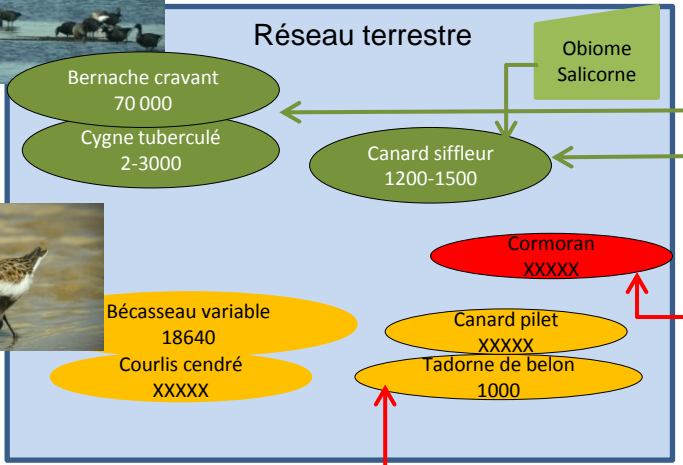 Réseau terrestre
Obiome
Salicorne
Bernache cravant
70 000
Cygne tuberculé
2-3000
Canard siffleur
1200-1500
Cormoran
XXXXX
Bécasseau variable
18640
Courlis cendré
XXXXX
Canard pilet
XXXXX
Tadorne de belon
1000